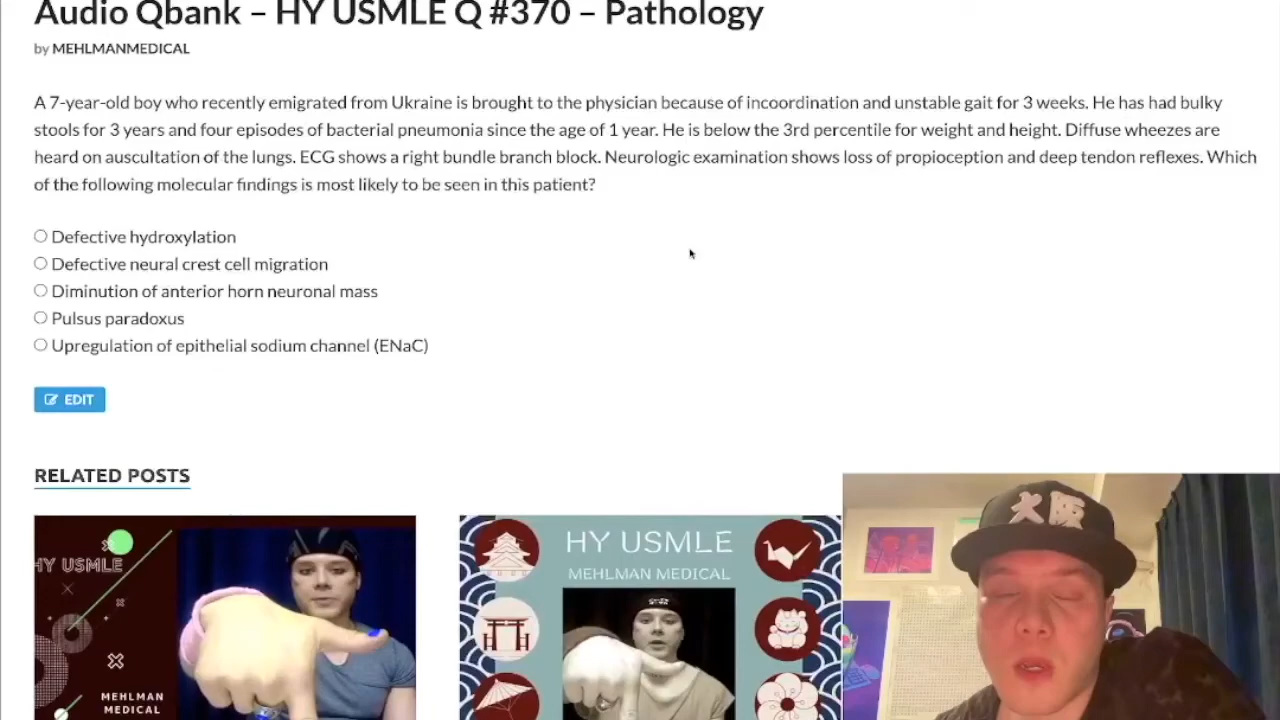 Audio Qbank – HY USMLE Q #370 – Pathology
by MEHLMANMEDICAL
A 7-year-old boy who recently emigrated from Ukraine is brought to the physician because of incoordination and unstable gait for 3 weeks. He has had bulky
stools for 3 years and four episodes of bacterial pneumonia since the age of 1 year. He is below the 3rd percentile for weight and height. Diffuse wheezes are
heard on auscultation of the lungs. ECG shows a right bundle branch block. Neurologic examination shows loss of propioception and deep tendon reflexes. Which
of the following molecular findings is most likely to be seen in this patient?
Defective hydroxylation
Defective neural crest cell migration
Diminution of anterior horn neuronal mass
Pulsus paradoxus
Upregulation of epithelial sodium channel (ENaC)
EDIT
RELATED POSTS
HY USMLE
MEHLMAN
MEDICAL
HY USMLE
MEHLMAN MEDICAL
大阪